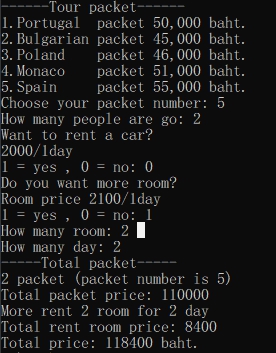 ------Tour packet------
1.Portugal  packet 50,000 baht.
2.Bulgarian packet 45,000 baht.
3.Poland    packet 46,000 baht.
4.Monaco    packet 51,000 baht.
5.Spain     packet 55,000 baht.
Choose your packet number: 5
How many people are go: 2
Want to rent a car?
2000/1day
1 = yes , 0 = no: 0
Do you want more room?
Room price 2100/1day
1 = yes , 0 = no: 1
How many room: 2
How many day: 2
------Total packet-----
2 packet (packet number is 5)
Total packet price: 110000
More rent 2 room for 2 day
Total rent room price: 8400
Total price: 118400 baht.